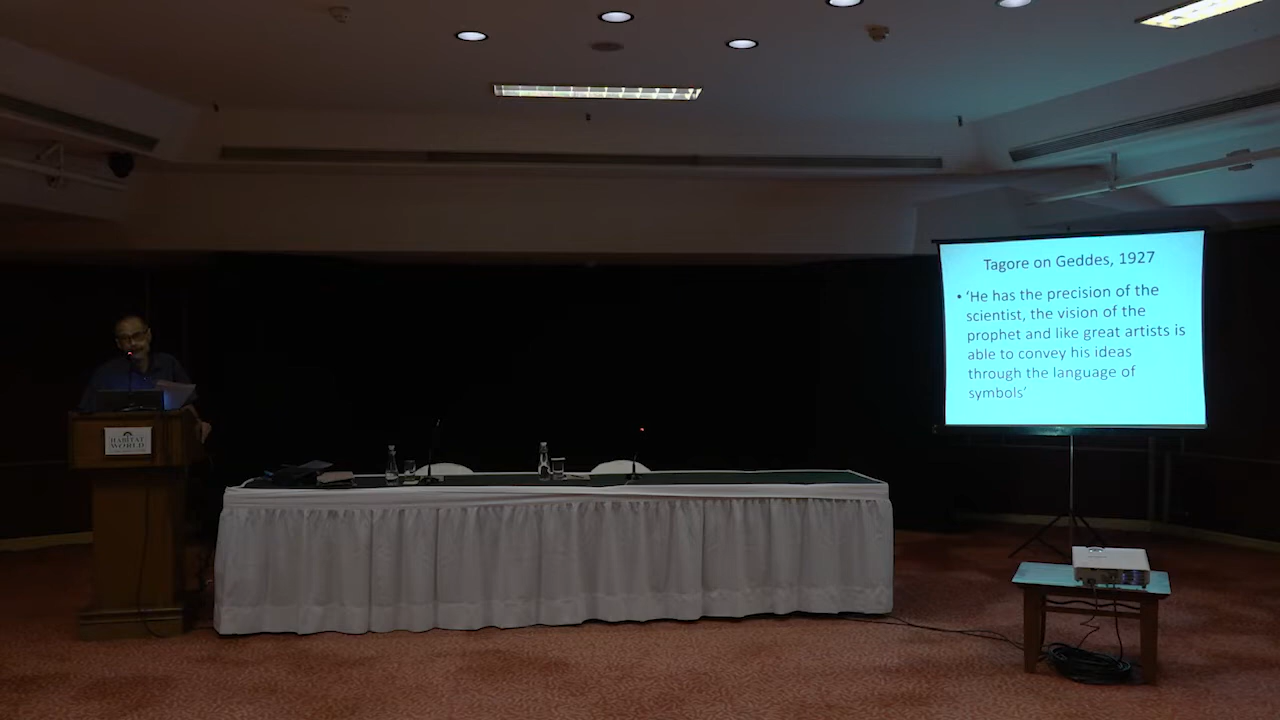 Tagore on Geddes, 1927
• ‘He has the precision of the
scientist, the vision of the
prophet and like great artists is
able to convey his ideas
through the language of
symbols’
HABITAT
WORLD